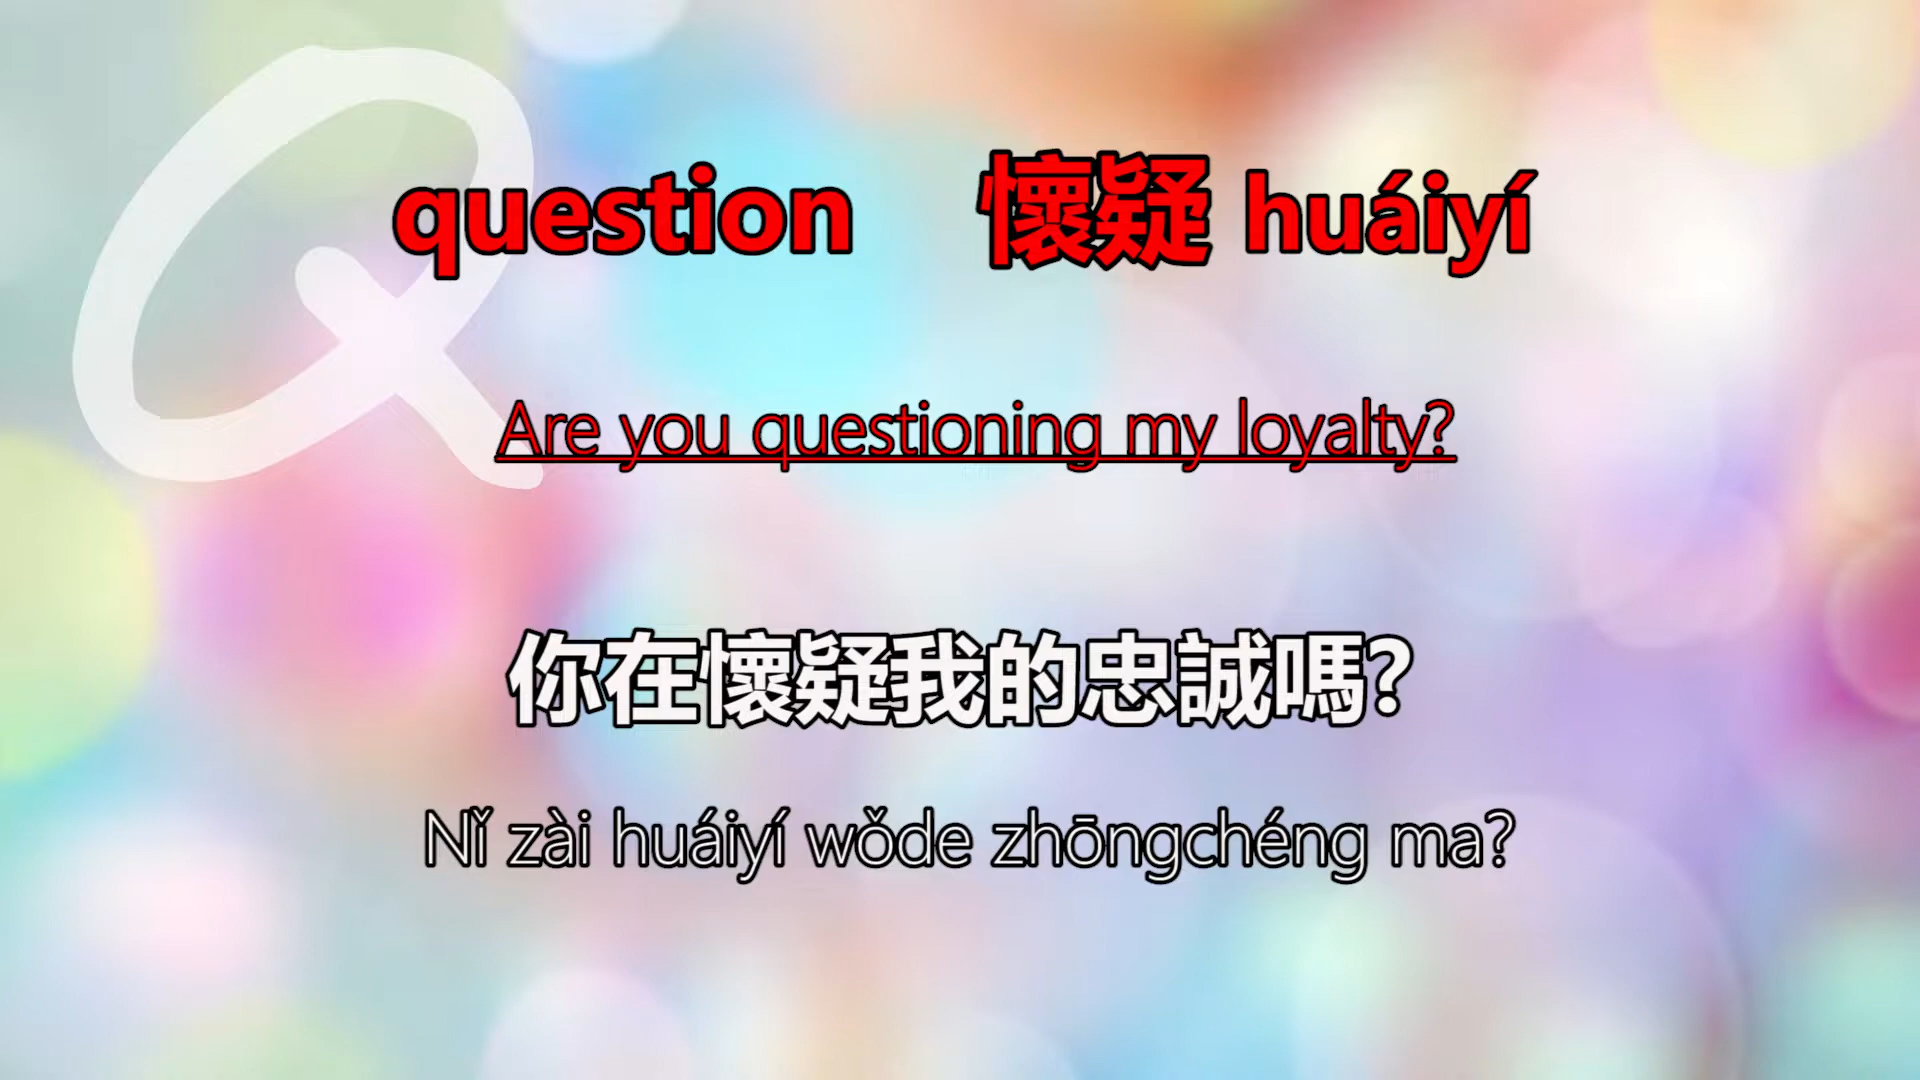 Q
question 懷疑 huáiyí
Are you questioning my loyalty?
你在懷疑我的忠誠嗎?
Nǐ zài huáiyí wǒde zhōngchéng ma?